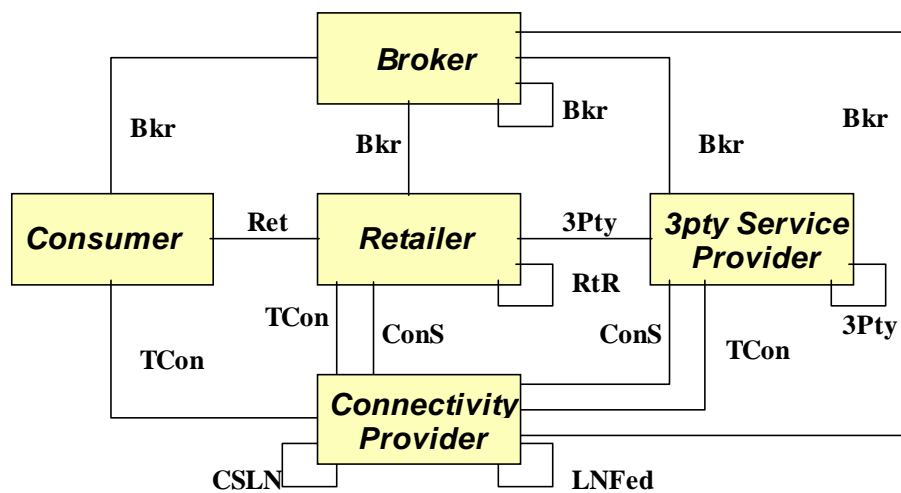 Broker
Bkr
Bkr
Bkr
Bkr
Bkr
Consumer
Ret
Retailer
3Pty
3pty Service
Provider
RtR
TCon
ConS
ConS
3Pty
TCon
TCon
Connectivity
Provider
CSLN
LNFed